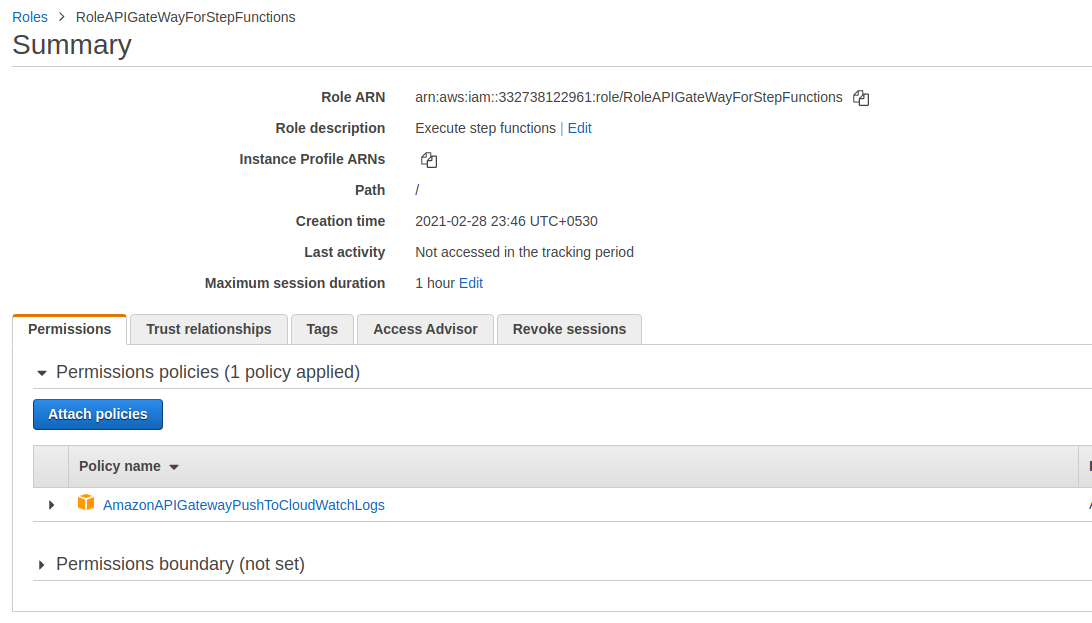 Roles > RoleAPIGateWayForStepFunctions
Summary
Role ARN arn:aws:iam::332738122961:role/RoleAPIGateWayForStepFunctions
Role description Execute step functions | Edit
Instance Profile ARNs
Path /
Creation time 2021-02-28 23:46 UTC+0530
Last activity Not accessed in the tracking period
Maximum session duration 1 hour Edit
Permissions Trust relationships Tags Access Advisor Revoke sessions
Permissions policies (1 policy applied)
Attach policies
Policy name
AmazonAPIGatewayPushToCloudWatchLogs
Permissions boundary (not set)